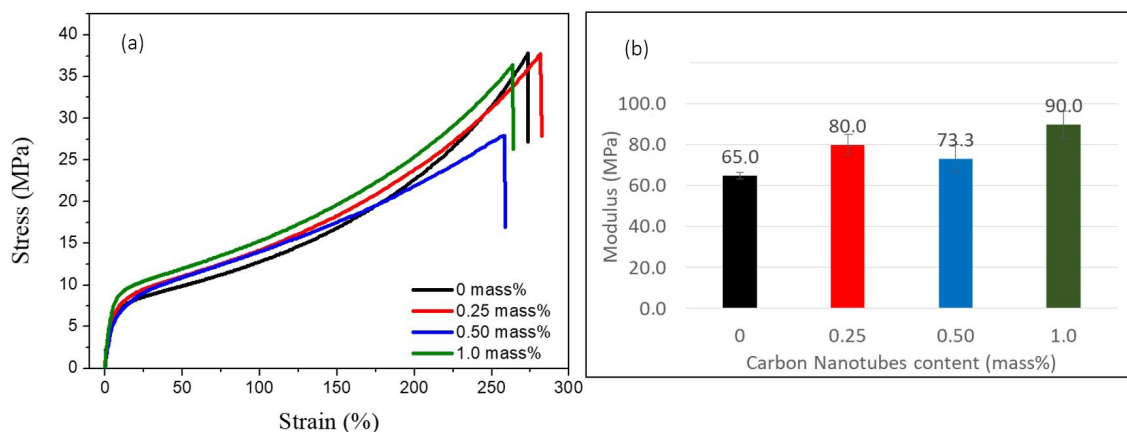 (a)
Stress (MPa)
40
35
30
25
20
15
10
5
0
0 50 100 150 200 250 300
Strain (%)
0 mass%
0.25 mass%
0.50 mass%
1.0 mass%
(b)
Modulus (MPa)
100.0
80.0
60.0
40.0
20.0
0.0
65.0
80.0
73.3
90.0
0 0.25 0.50 1.0
Carbon Nanotubes content (mass%)